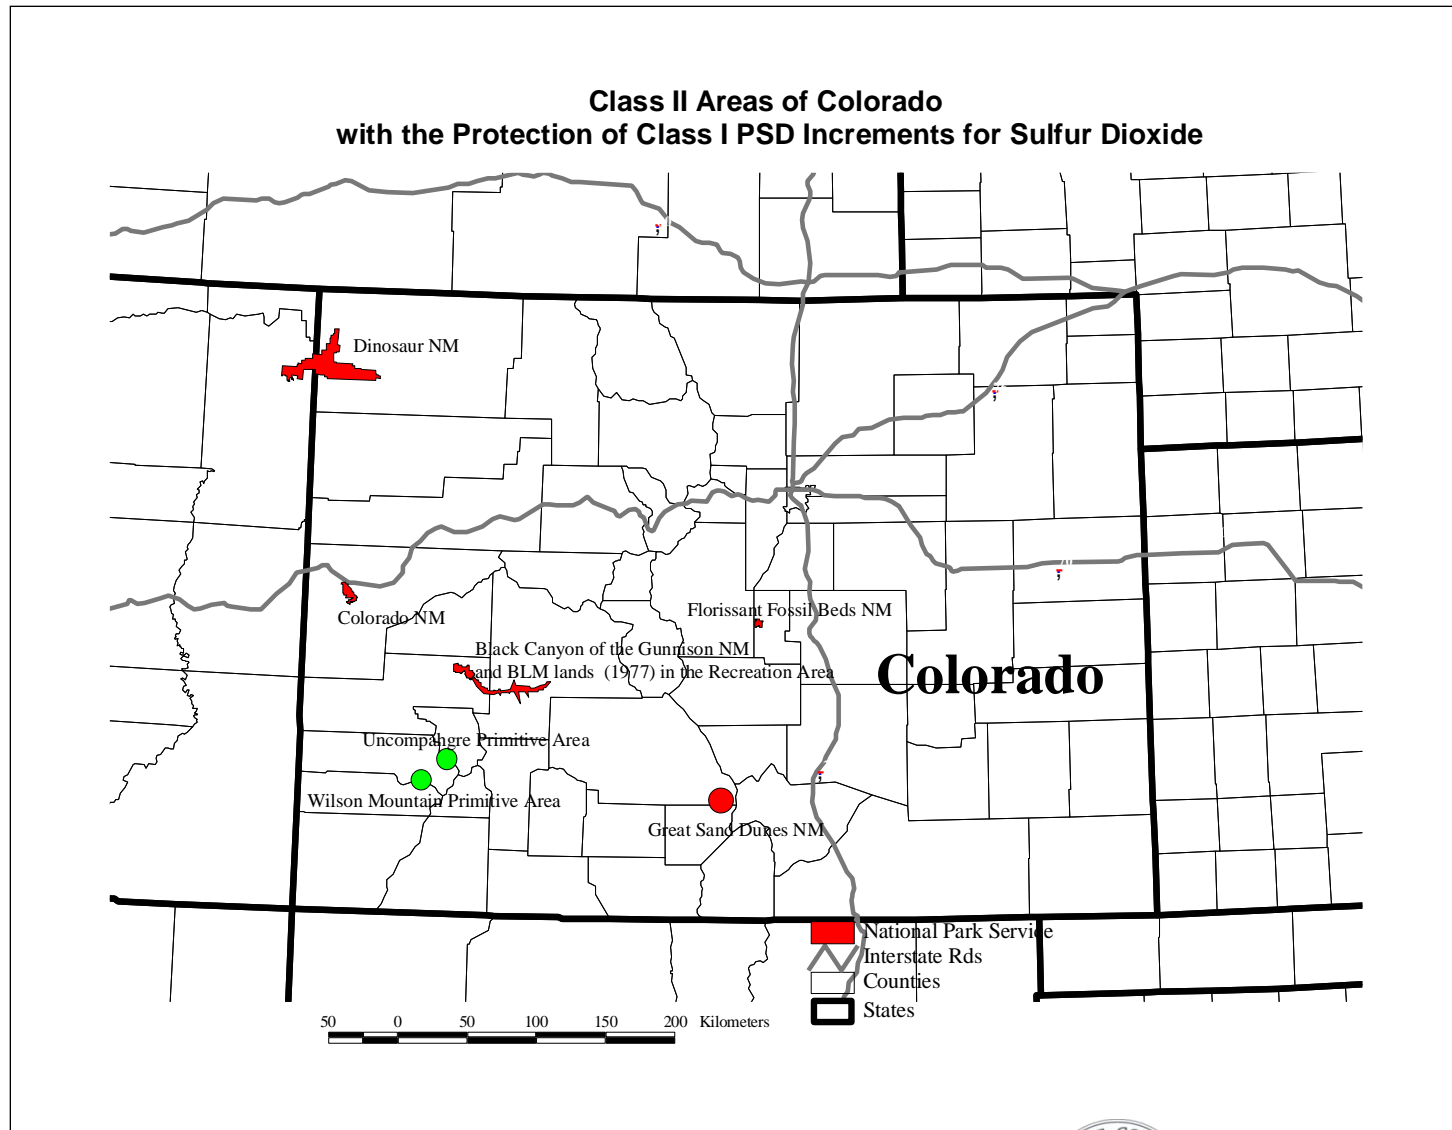 Class II Areas of Colorado
with the Protection of Class I PSD Increments for Sulfur Dioxide
Dinosaur NM
Colorado NM
Florissant Fossil Beds NM
Black Canyon of the Gunnison NM
and BLM lands (1977) in the Recreation Area
Colorado
Uncompahgre Primitive Area
Wilson Mountain Primitive Area
Great Sand Dunes NM
National Park Service
Interstate Rds
Counties
States
50 0 50 100 150 200 Kilometers